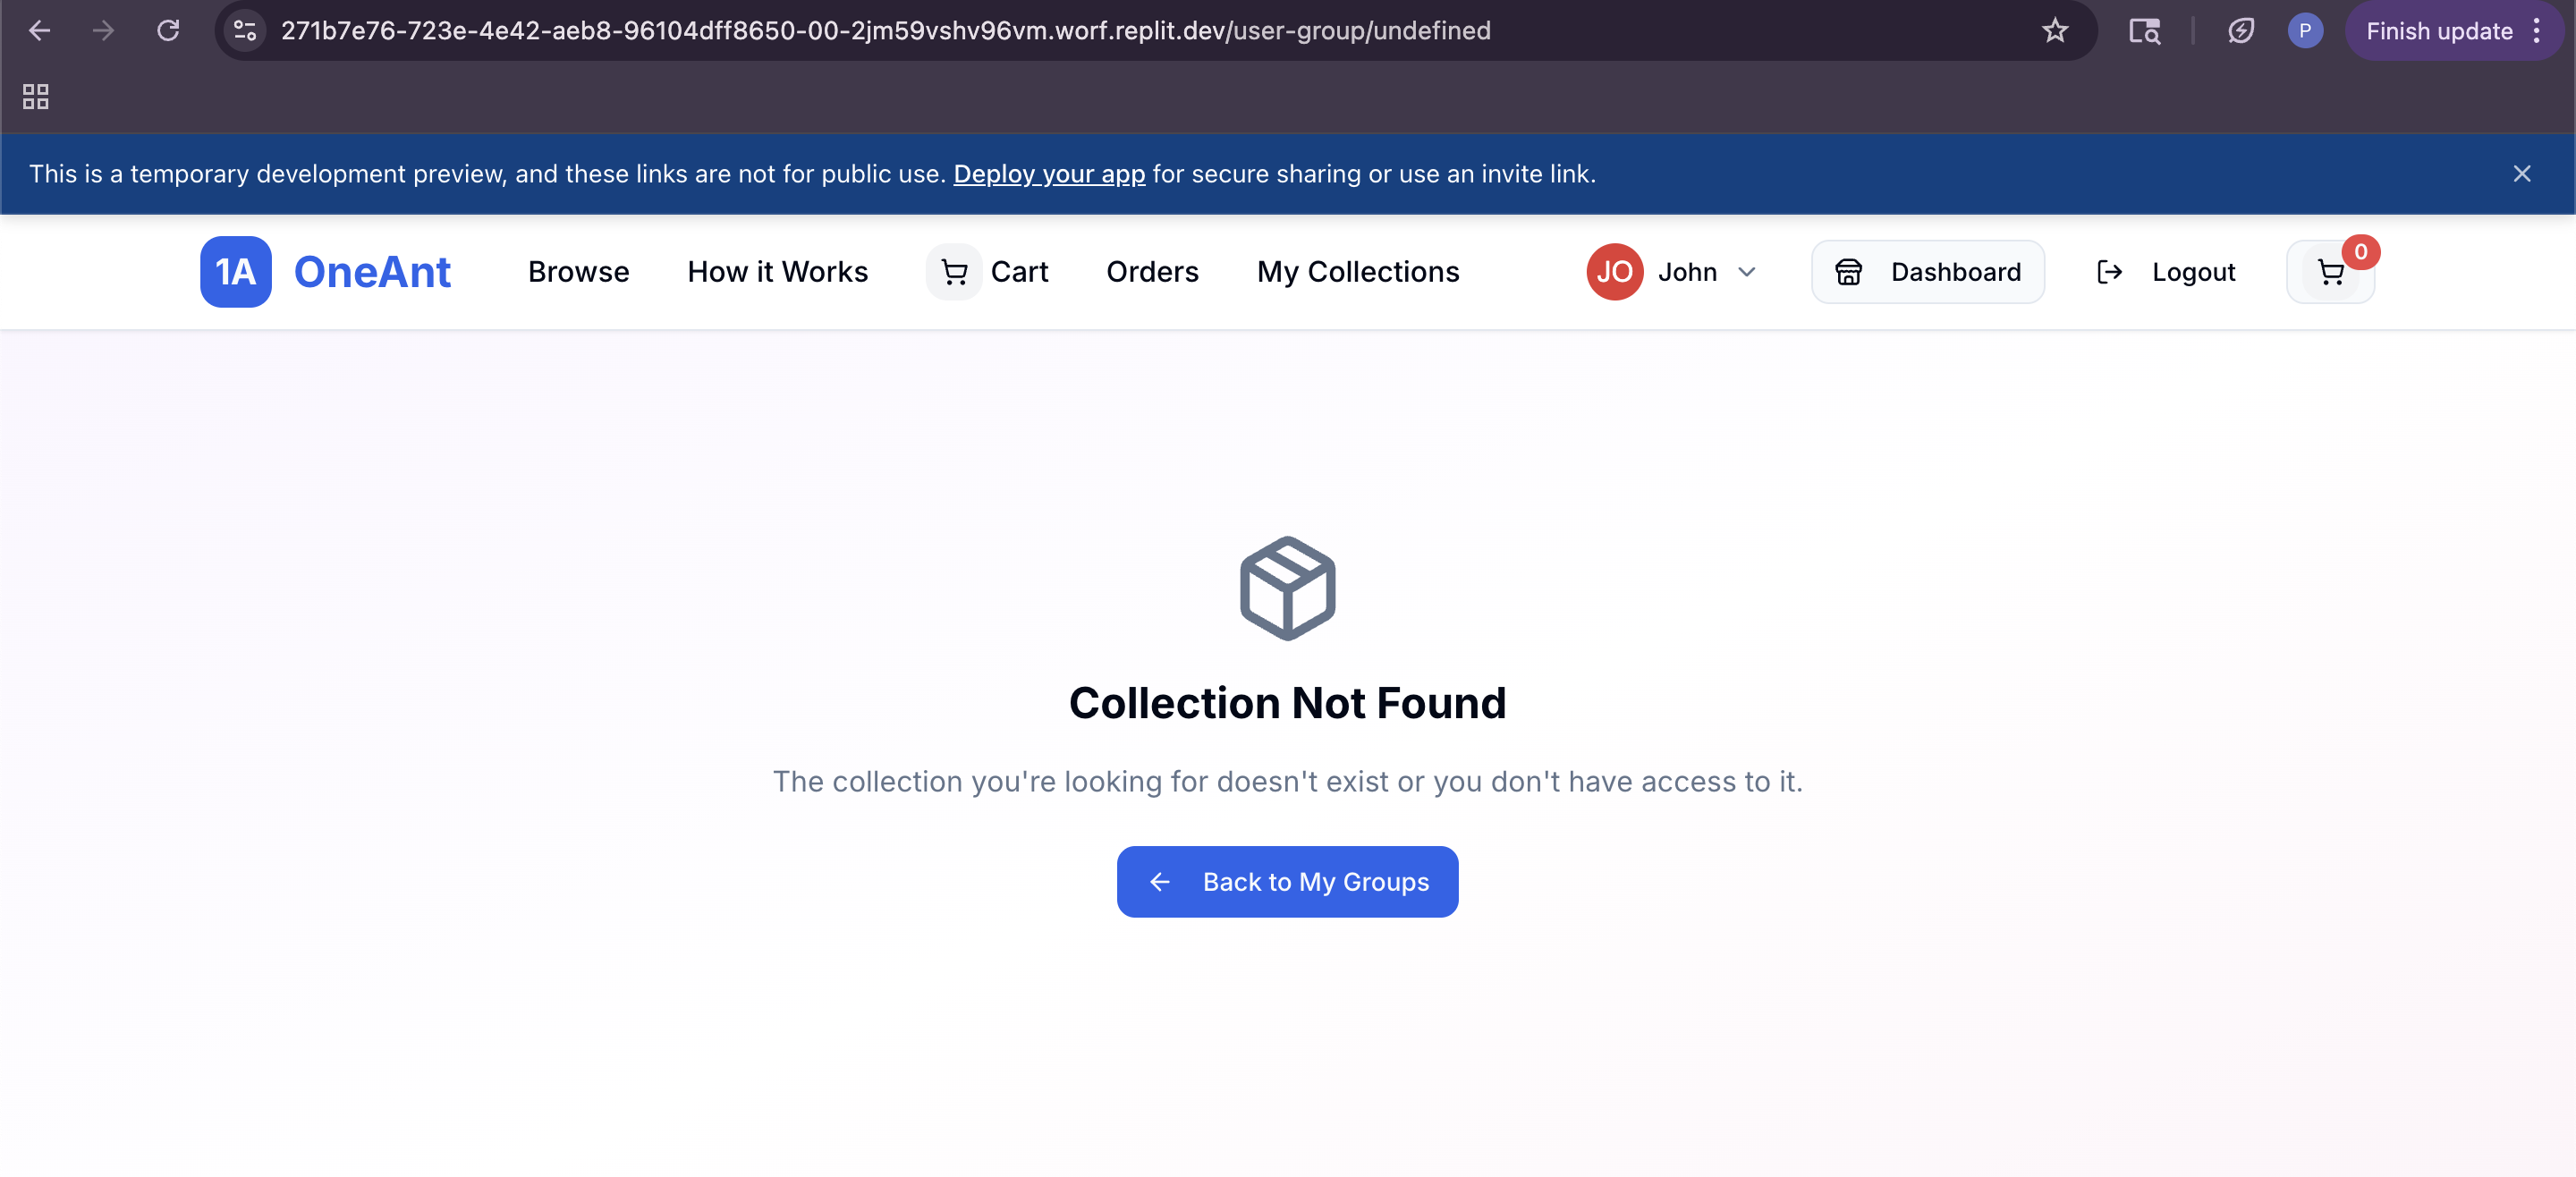 271b7e76-723e-4e42-aeb8-96104dff8650-00-2jm59vshv96vm.worf.replit.dev/user-group/undefined
P
Finish update
This is a temporary development preview, and these links are not for public use. Deploy your app for secure sharing or use an invite link.
1A OneAnt Browse How it Works Cart Orders My Collections JO John Dashboard Logout 0
Collection Not Found
The collection you're looking for doesn't exist or you don't have access to it.
Back to My Groups